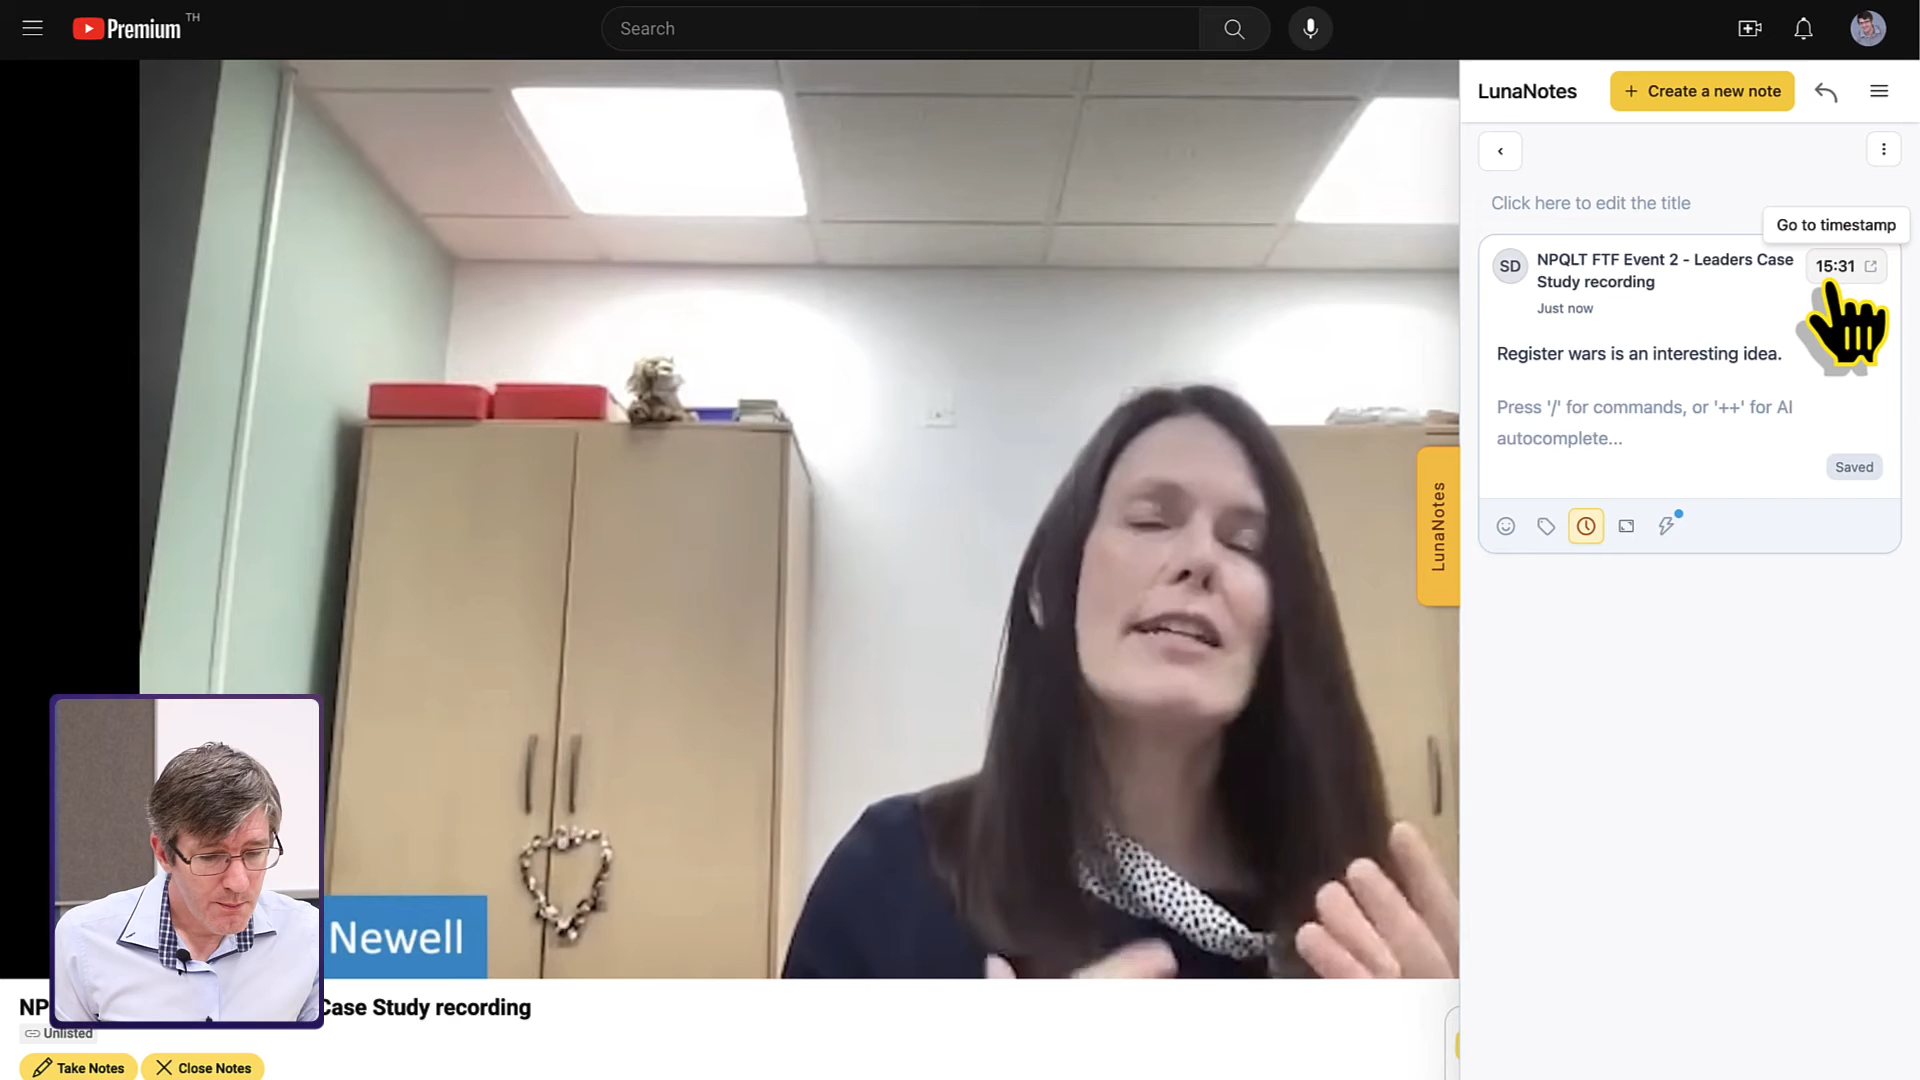 Premium TH
Search
LunaNotes
+ Create a new note
Click here to edit the title
Go to timestamp
SD
NPQLT FTF Event 2 - Leaders Case
Study recording
15:31
Just now
Register wars is an interesting idea.
Press '/' for commands, or '++' for AI
autocomplete...
Saved
LunaNotes
Newell
NP
Case Study recording
Unlisted
Take Notes
Close Notes